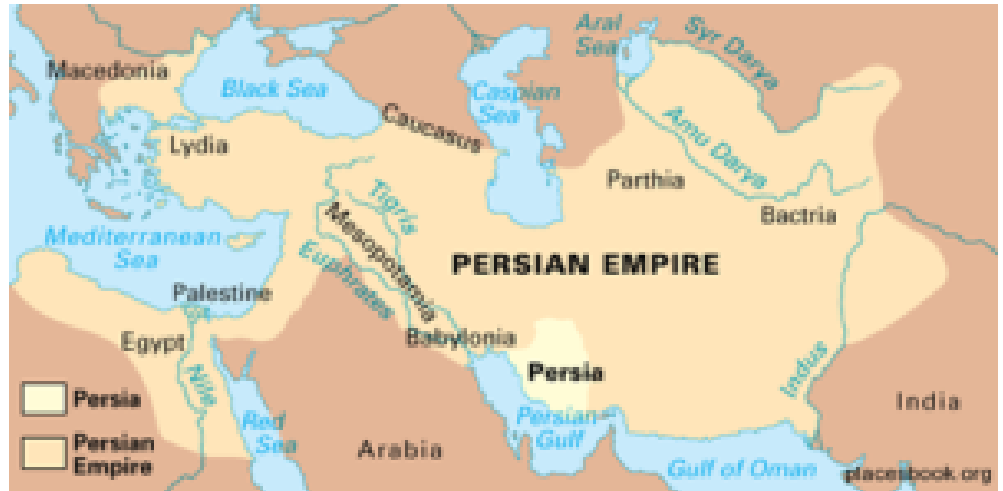 Aral
Sea
Syr Darya
Macedonia
Black Sea
Caspian
Sea
Caucasus
Amu Darya
Lydia
Parthia
Tigris
Bactria
Mesopotamia
Mediterranean
Sea
Euphrates
PERSIAN EMPIRE
Palestine
Egypt
Babylonia
Nile
Persia
Indus
Persia
Red
Sea
Persian
Gulf
India
Persian
Empire
Arabia
Gulf of Oman
placesbook.org